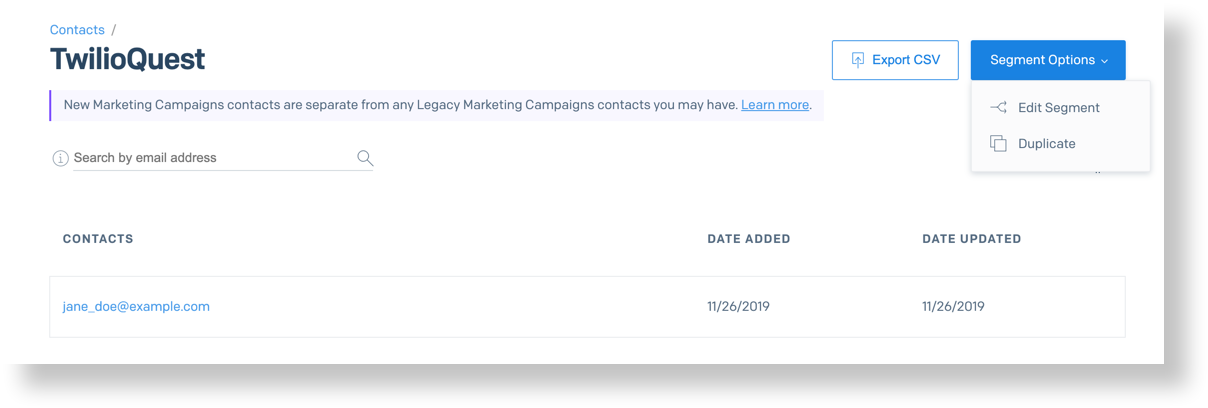 Contacts /
TwilioQuest
Export CSV
Segment Options
New Marketing Campaigns contacts are separate from any Legacy Marketing Campaigns contacts you may have. Learn more.
Edit Segment
Duplicate
Search by email address
CONTACTS DATE ADDED DATE UPDATED
jane_doe@example.com 11/26/2019 11/26/2019